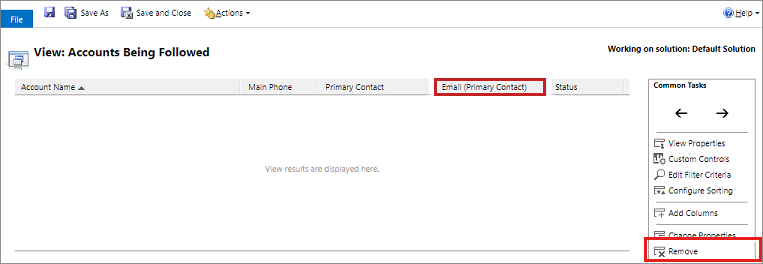 File
Save As
Save and Close
Actions
Help
View: Accounts Being Followed
Working on solution: Default Solution
Account Name
Main Phone
Primary Contact
Email (Primary Contact)
Status
View results are displayed here.
Common Tasks
View Properties
Custom Controls
Edit Filter Criteria
Configure Sorting
Add Columns
Change Properties
Remove